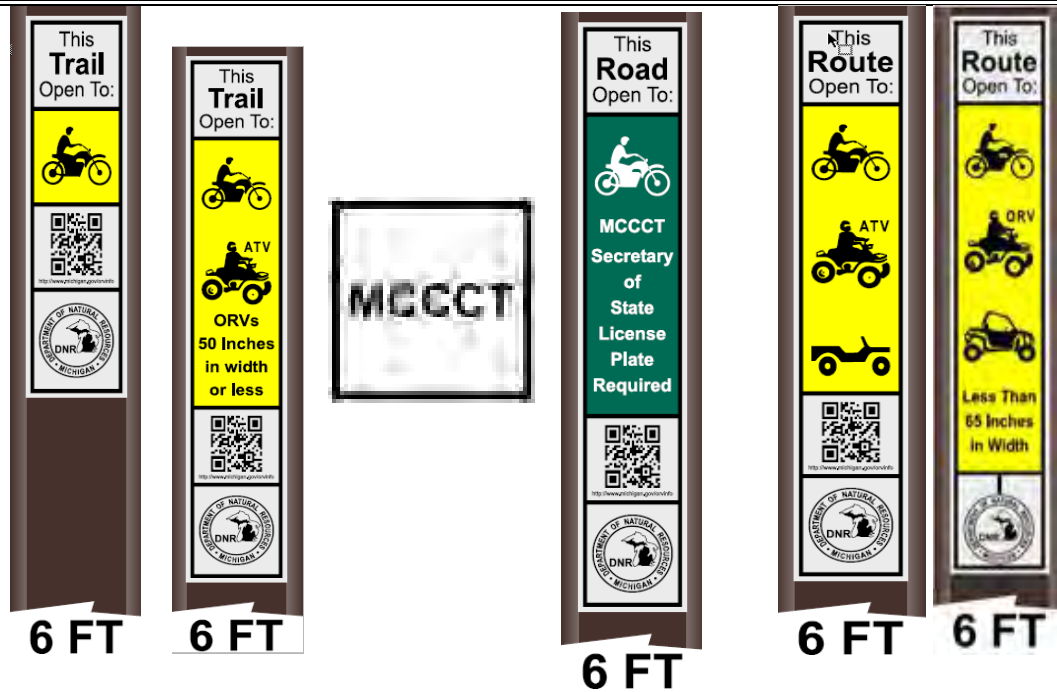 This
Trail
Open To:
http://www.michigan.gov/orvinfo
DEPARTMENT OF NATURAL RESOURCES
DNR
• MICHIGAN •
6 FT
This
Trail
Open To:
ATV
ORVs
50 Inches
in width
or less
http://www.michigan.gov/orvinfo
DEPARTMENT OF NATURAL RESOURCES
DNR
• MICHIGAN •
6 FT
MCCCT
This
Road
Open To:
MCCCT
Secretary
of
State
License
Plate
Required
http://www.michigan.gov/orvinfo
DEPARTMENT OF NATURAL RESOURCES
DNR
• MICHIGAN •
6 FT
This
Route
Open To:
ATV
http://www.michigan.gov/orvinfo
DEPARTMENT OF NATURAL RESOURCES
DNR
• MICHIGAN •
6 FT
This
Route
Open To:
ORV
Less Than
65 Inches
in Width
DNR
6 FT